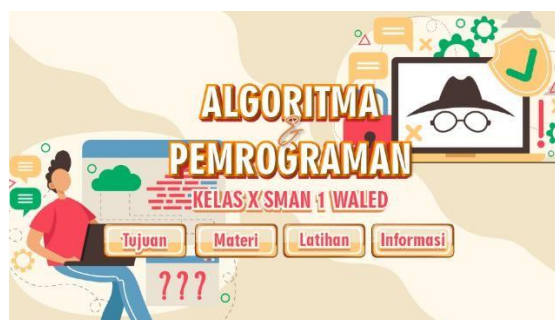 ALGORITMA
&
PEMROGRAMAN
KELAS X SMAN 1 WALED
Tujuan Materi Latihan Informasi
???